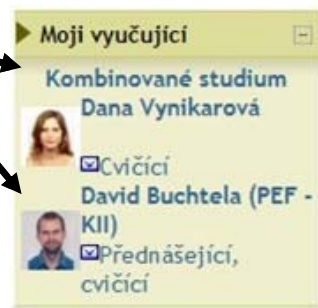 Moji vyučující
Kombinované studium
Dana Vynikarová
Cvičící
David Buchtela (PEF -
KII)
Přednášející,
cvičící